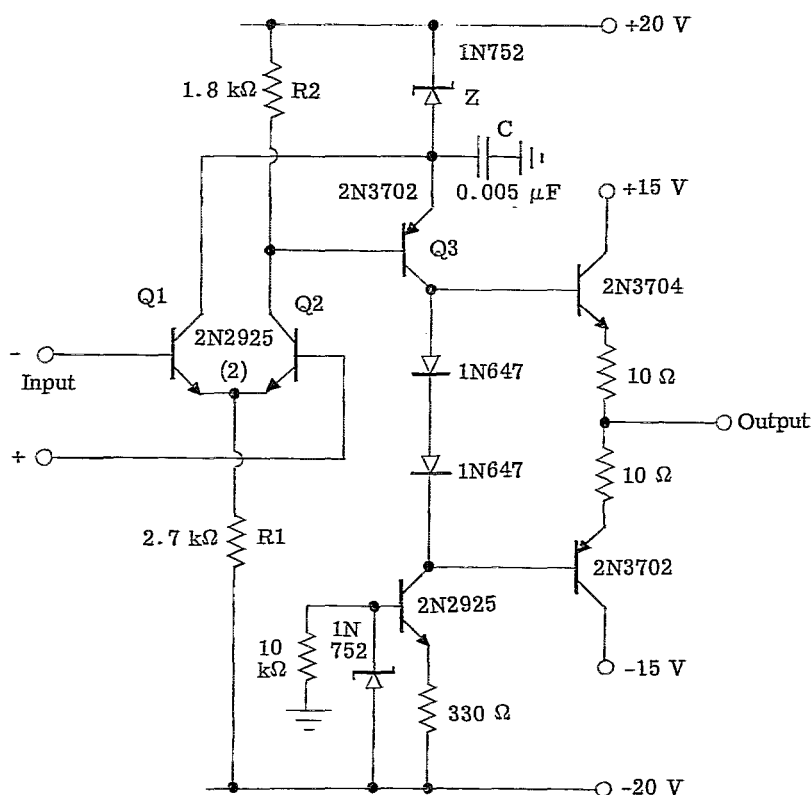 +20 V
1N752
1.8 kΩ R2
Z
C
2N3702 0.005 μF
+15 V
Q3
Q1 Q2
2N3704
2N2925
(2)
-
Input
1N647
10 Ω
Output
+
1N647
10 Ω
2.7 kΩ R1
2N3702
2N2925
10
kΩ
1N
752
-15 V
330 Ω
-20 V